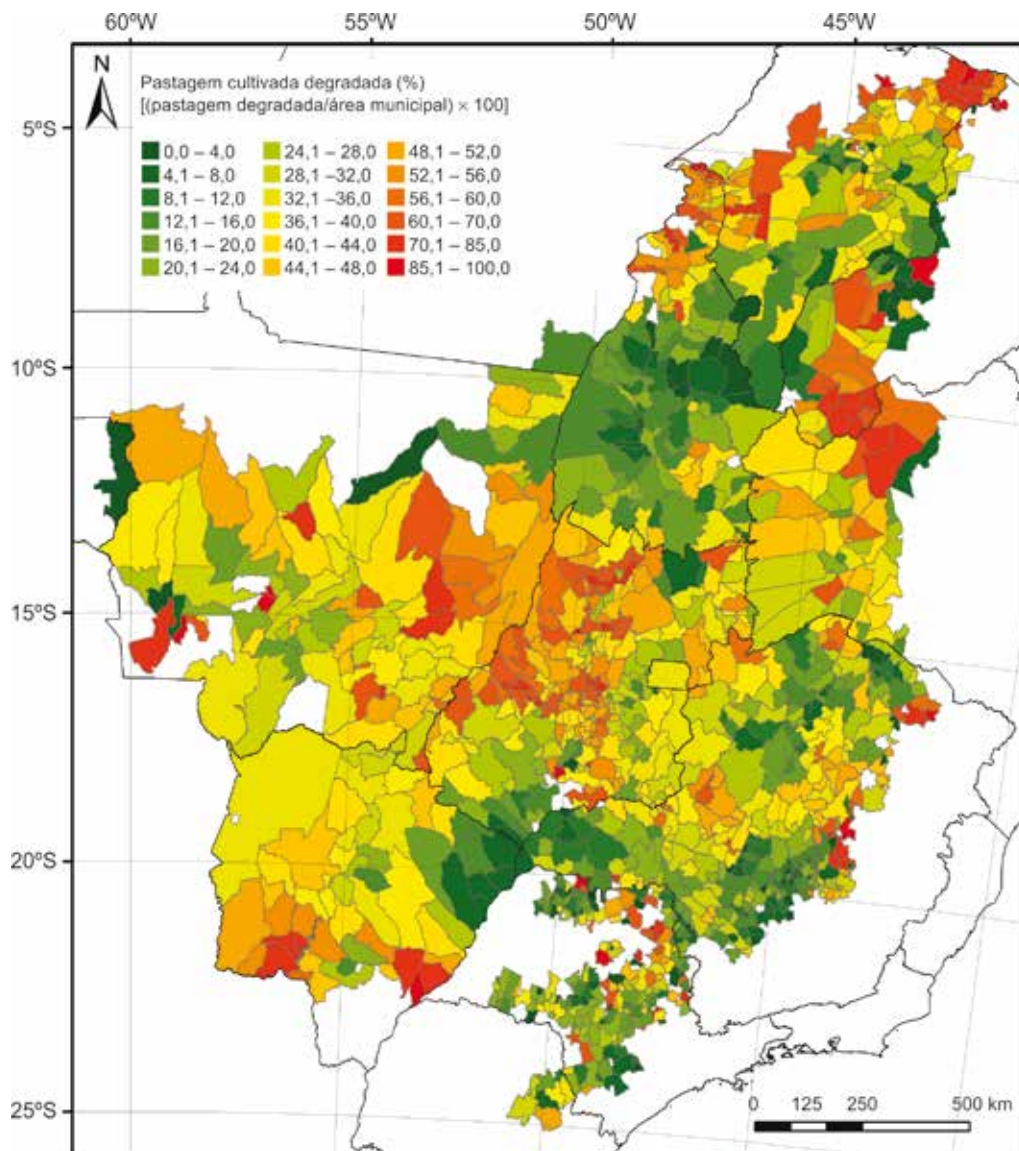 60ºW 55ºW 50ºW 45ºW
N
Pastagem cultivada degradada (%)
[(pastagem degradada/área municipal) × 100]
0,0 – 4,0 24,1 – 28,0 48,1 – 52,0
4,1 – 8,0 28,1 –32,0 52,1 – 56,0
8,1 – 12,0 32,1 –36,0 56,1 – 60,0
12,1 – 16,0 36,1 – 40,0 60,1 – 70,0
16,1 – 20,0 40,1 – 44,0 70,1 – 85,0
20,1 – 24,0 44,1 – 48,0 85,1 – 100,0
5ºS
10ºS
15ºS
20ºS
25ºS
0 125 250 500 km